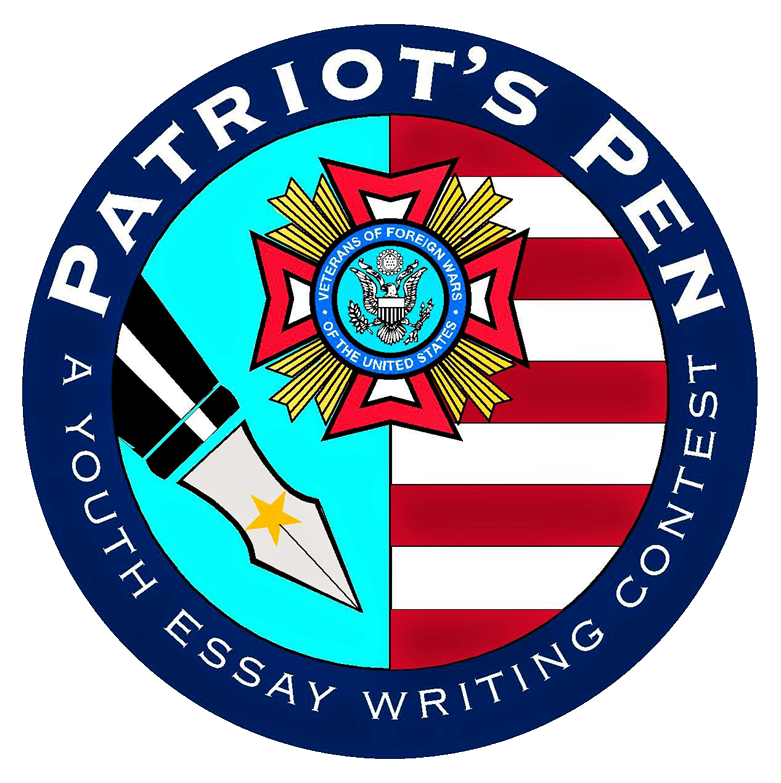 PATRIOT'S PEN
VETERANS OF FOREIGN WARS
OF THE UNITED STATES
A YOUTH ESSAY WRITING CONTEST